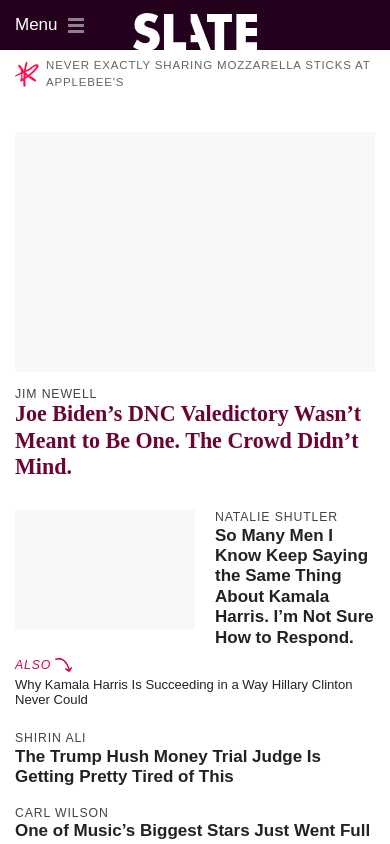 Menu
SLATE
NEVER EXACTLY SHARING MOZZARELLA STICKS AT
APPLEBEE'S
JIM NEWELL
Joe Biden’s DNC Valedictory Wasn’t
Meant to Be One. The Crowd Didn’t
Mind.
NATALIE SHUTLER
So Many Men I
Know Keep Saying
the Same Thing
About Kamala
Harris. I’m Not Sure
How to Respond.
ALSO
Why Kamala Harris Is Succeeding in a Way Hillary Clinton
Never Could
SHIRIN ALI
The Trump Hush Money Trial Judge Is
Getting Pretty Tired of This
CARL WILSON
One of Music’s Biggest Stars Just Went Full